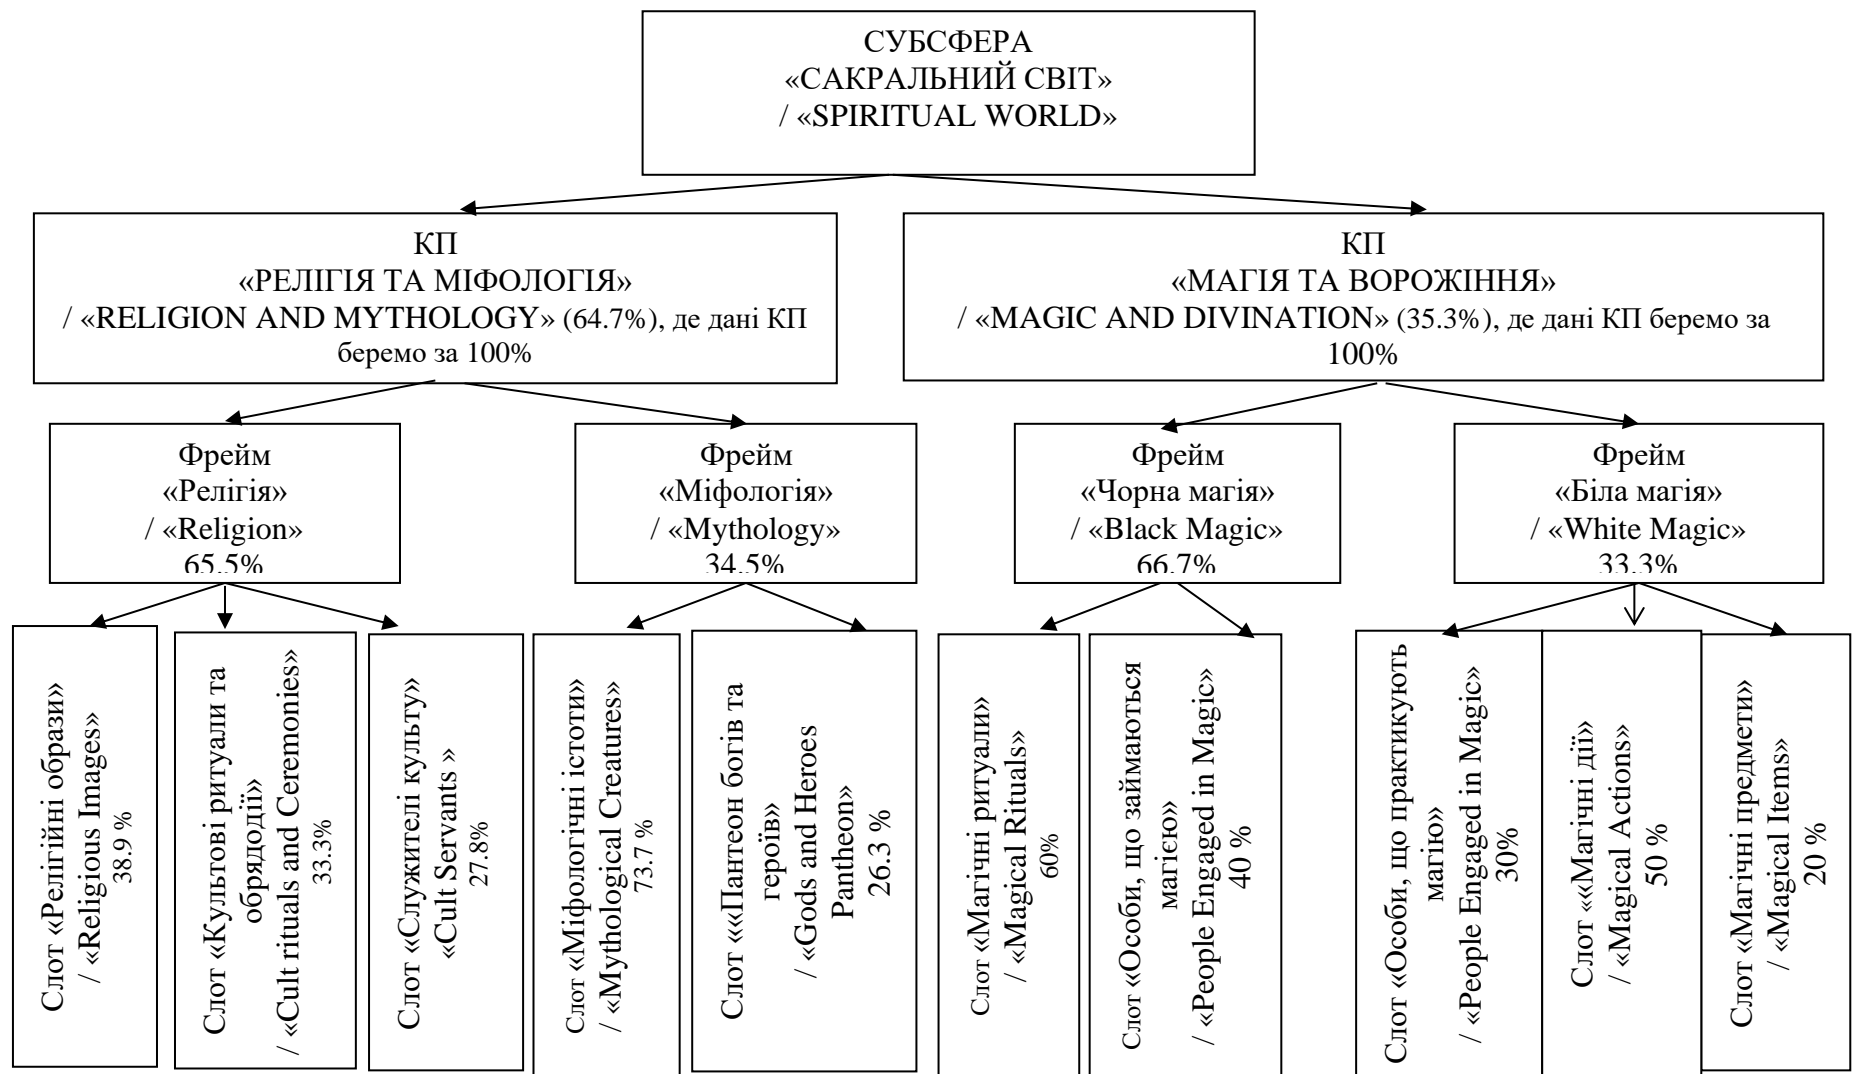 СУБСФЕРА
«САКРАЛЬНИЙ СВІТ»
/ «SPIRITUAL WORLD»
КП
«РЕЛІГІЯ ТА МІФОЛОГІЯ»
/ «RELIGION AND MYTHOLOGY» (64.7%), де дані КП
беремо за 100%
КП
«МАГІЯ ТА ВОРОЖІННЯ»
/ «MAGIC AND DIVINATION» (35.3%), де дані КП беремо за
100%
Фрейм
«Релігія»
/ «Religion»
65.5%
Фрейм
«Міфологія»
/ «Mythology»
34.5%
Фрейм
«Чорна магія»
/ «Black Magic»
66.7%
Фрейм
«Біла магія»
/ «White Magic»
33.3%
Слот «Релігійні образи»
/ «Religious Images»
38.9 %
Слот «Культові ритуали та
обрядодії»
/ «Cult rituals and Ceremonies»
33.3%
Слот «Служителі культу»
«Cult Servants »
27.8%
Слот «Міфологічні істоти»
/ «Mythological Creatures»
73.7 %
Слот ««Пантеон богів та
героїв»
/ «Gods and Heroes
Pantheon»
26.3 %
Слот «Магічні ритуали»
/ «Magical Rituals»
60%
Слот «Особи, що займаються
магією»
/ «People Engaged in Magic»
40 %
Слот «Особи, що практикують
магію»
/ «People Engaged in Magic»
30%
Слот ««Магічні дії»
/ «Magical Actions»
50 %
Слот «Магічні предмети»
/ «Magical Items»
20 %